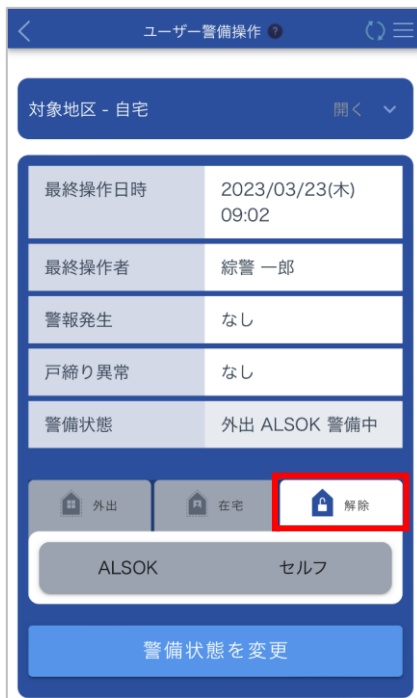 ユーザー警備操作 ?
対象地区 - 自宅 開く
最終操作日時 2023/03/23(木)
09:02
最終操作者 綜警 一郎
警報発生 なし
戸締り異常 なし
警備状態 外出 ALSOK 警備中
外出 在宅 解除
ALSOK セルフ
警備状態を変更